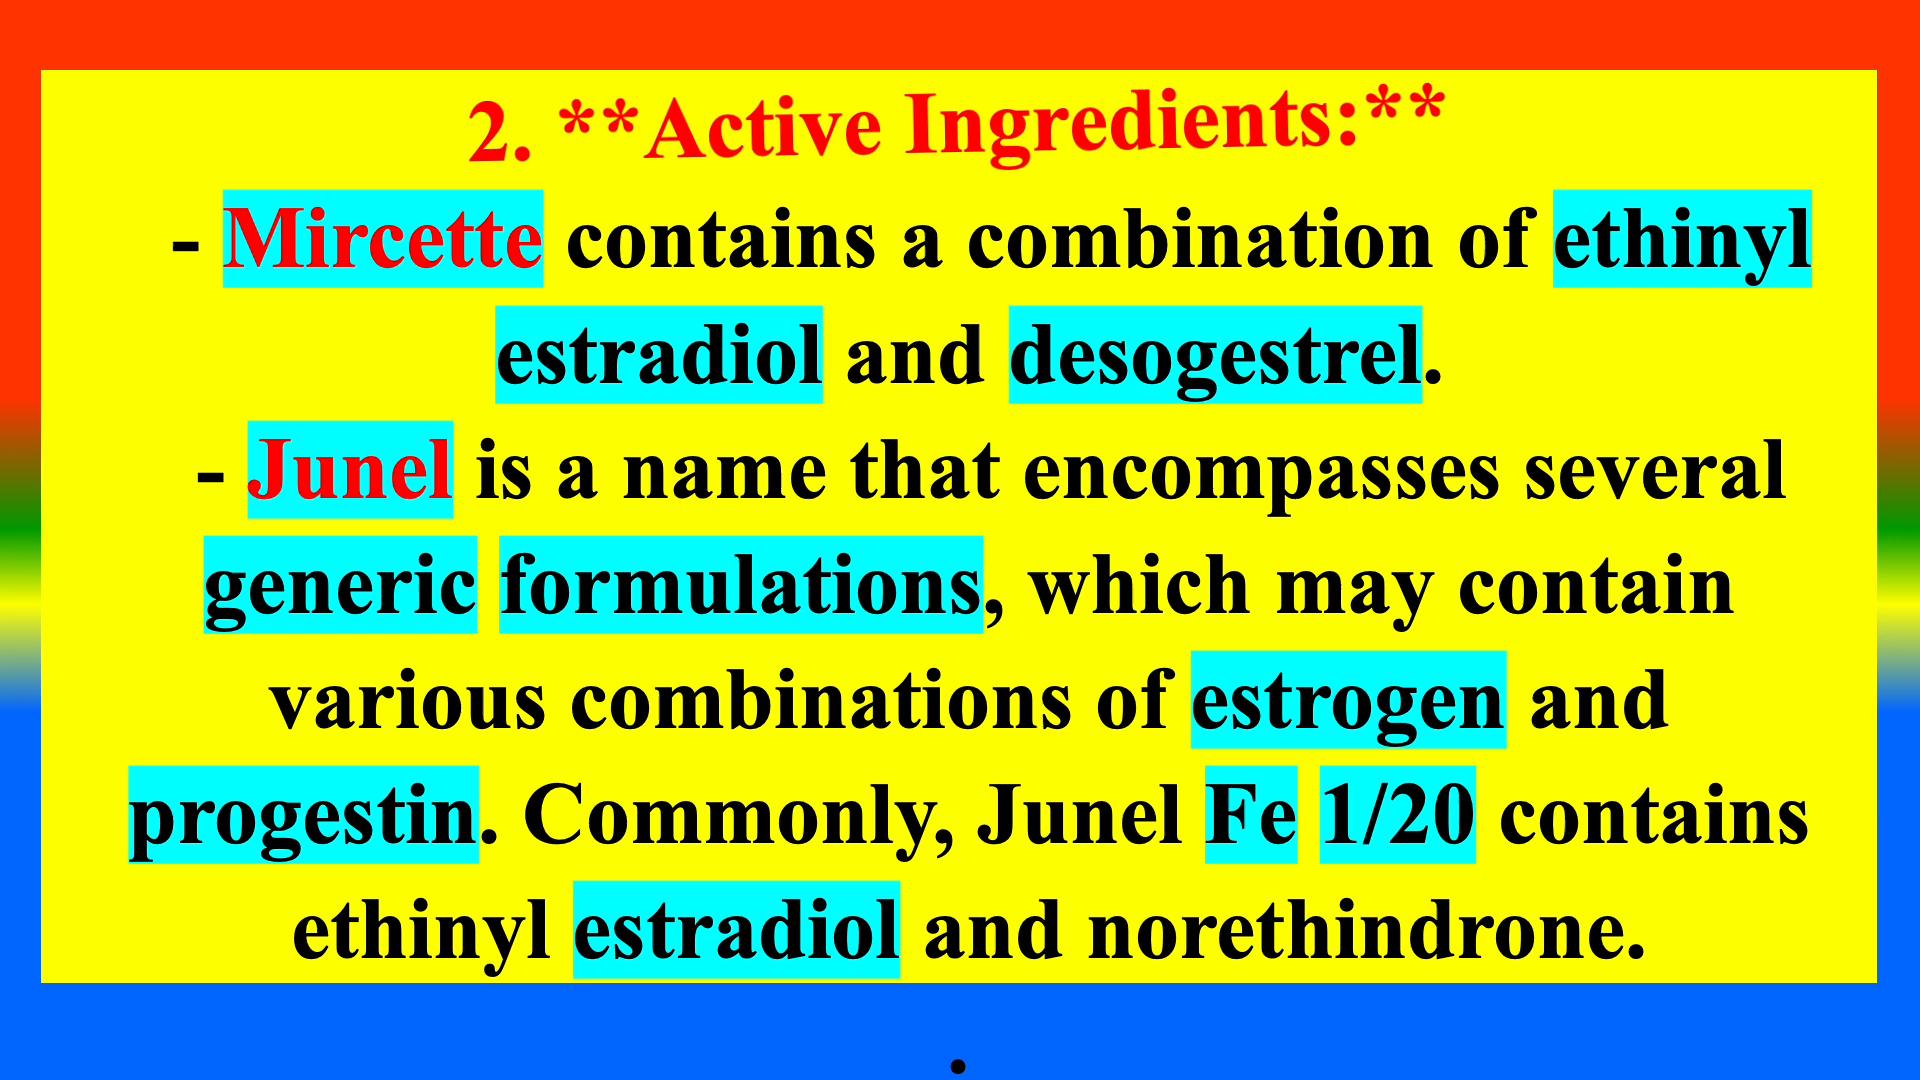 2. **Active Ingredients:**
- Mircette contains a combination of ethinyl
estradiol and desogestrel.
- Junel is a name that encompasses several
generic formulations, which may contain
various combinations of estrogen and
progestin. Commonly, Junel Fe 1/20 contains
ethinyl estradiol and norethindrone.
.